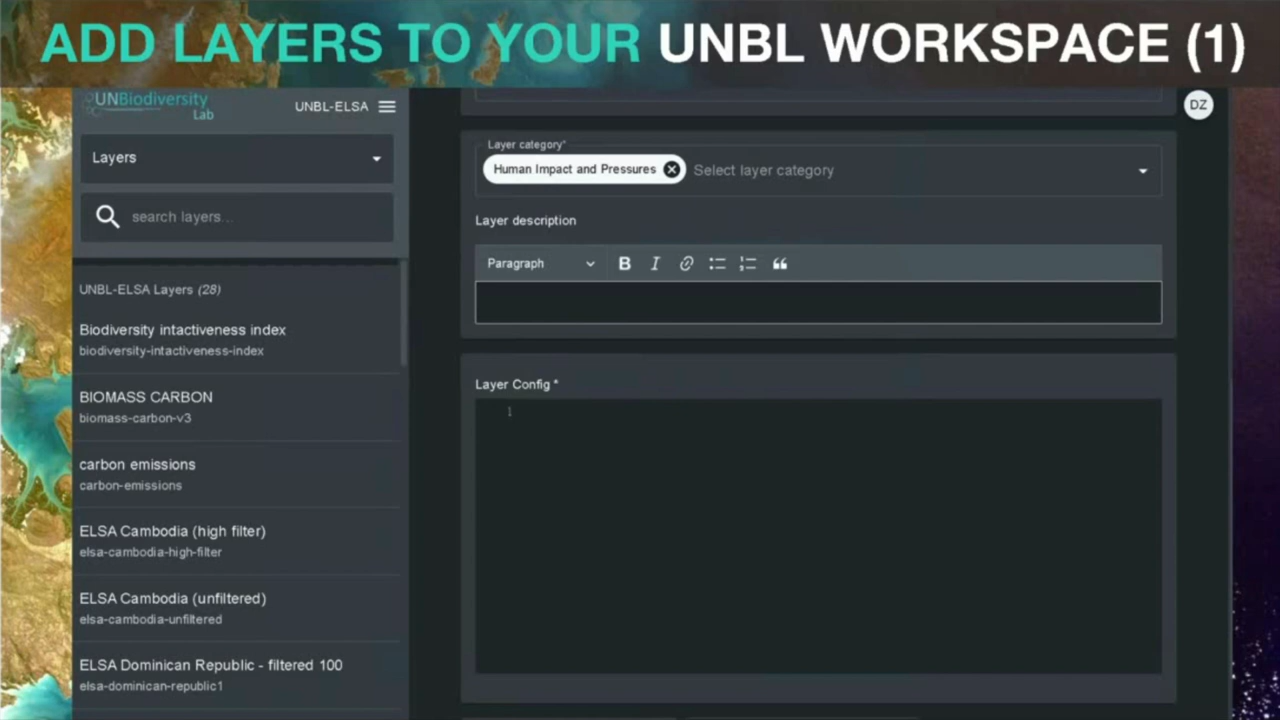 ADD LAYERS TO YOUR UNBL WORKSPACE (1)
UNBiodiversity
Lab
UNBL-ELSA
DZ
Layers
search layers...
UNBL-ELSA Layers (28)
Biodiversity intactiveness index
biodiversity-intactiveness-index
BIOMASS CARBON
biomass-carbon-v3
carbon emissions
carbon-emissions
ELSA Cambodia (high filter)
elsa-cambodia-high-filter
ELSA Cambodia (unfiltered)
elsa-cambodia-unfiltered
ELSA Dominican Republic - filtered 100
elsa-dominican-republic1
Layer category*
Human Impact and Pressures Select layer category
Layer description
Paragraph B I
Layer Config *
1